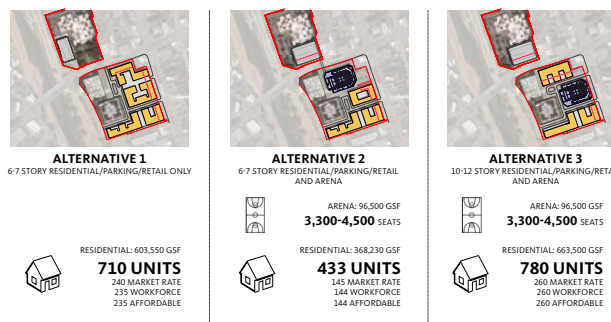 ALTERNATIVE 1
6-7 STORY RESIDENTIAL/PARKING/RETAIL ONLY
RESIDENTIAL: 603,550 GSF
710 UNITS
240 MARKET RATE
235 WORKFORCE
235 AFFORDABLE
ALTERNATIVE 2
6-7 STORY RESIDENTIAL/PARKING/RETAIL
AND ARENA
ARENA: 96,500 GSF
3,300-4,500 SEATS
RESIDENTIAL: 368,230 GSF
433 UNITS
145 MARKET RATE
144 WORKFORCE
144 AFFORDABLE
ALTERNATIVE 3
10-12 STORY RESIDENTIAL/PARKING/RETA
AND ARENA
ARENA: 96,500 GSF
3,300-4,500 SEATS
RESIDENTIAL: 663,500 GSF
780 UNITS
260 MARKET RATE
260 WORKFORCE
260 AFFORDABLE